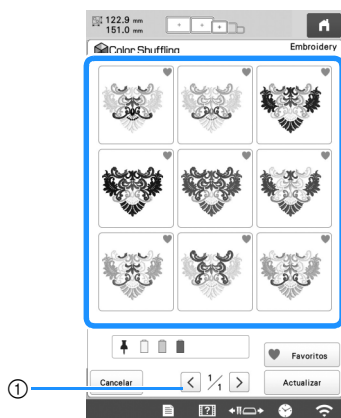 122.9 mm
151.0 mm
Color Shuffling
Embroidery
Favoritos
Cancelar
1/1
Actualizar
①